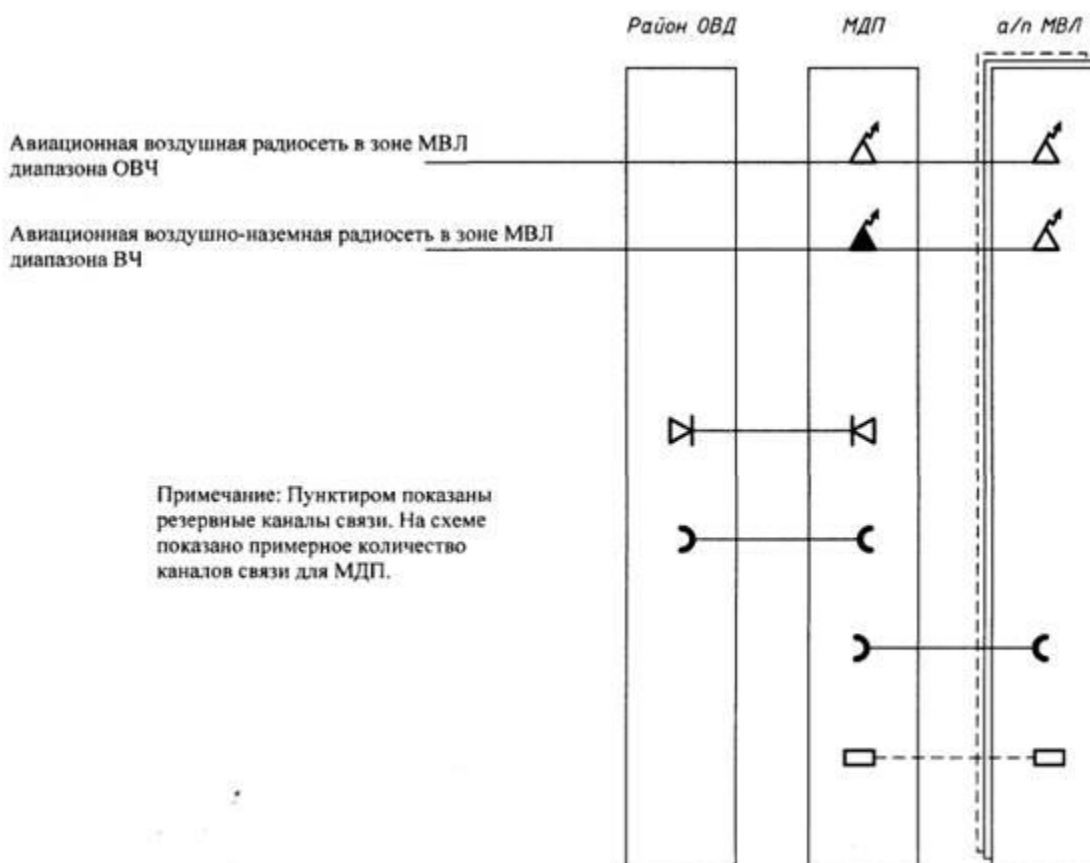 Район ОВД МДП а/п МВЛ
Авиационная воздушная радиосеть в зоне МВЛ
диапазона ОВЧ
Авиационная воздушно-наземная радиосеть в зоне МВЛ
диапазона ВЧ
Примечание: Пунктиром показаны
резервные каналы связи. На схеме
показано примерное количество
каналов связи для МДП.